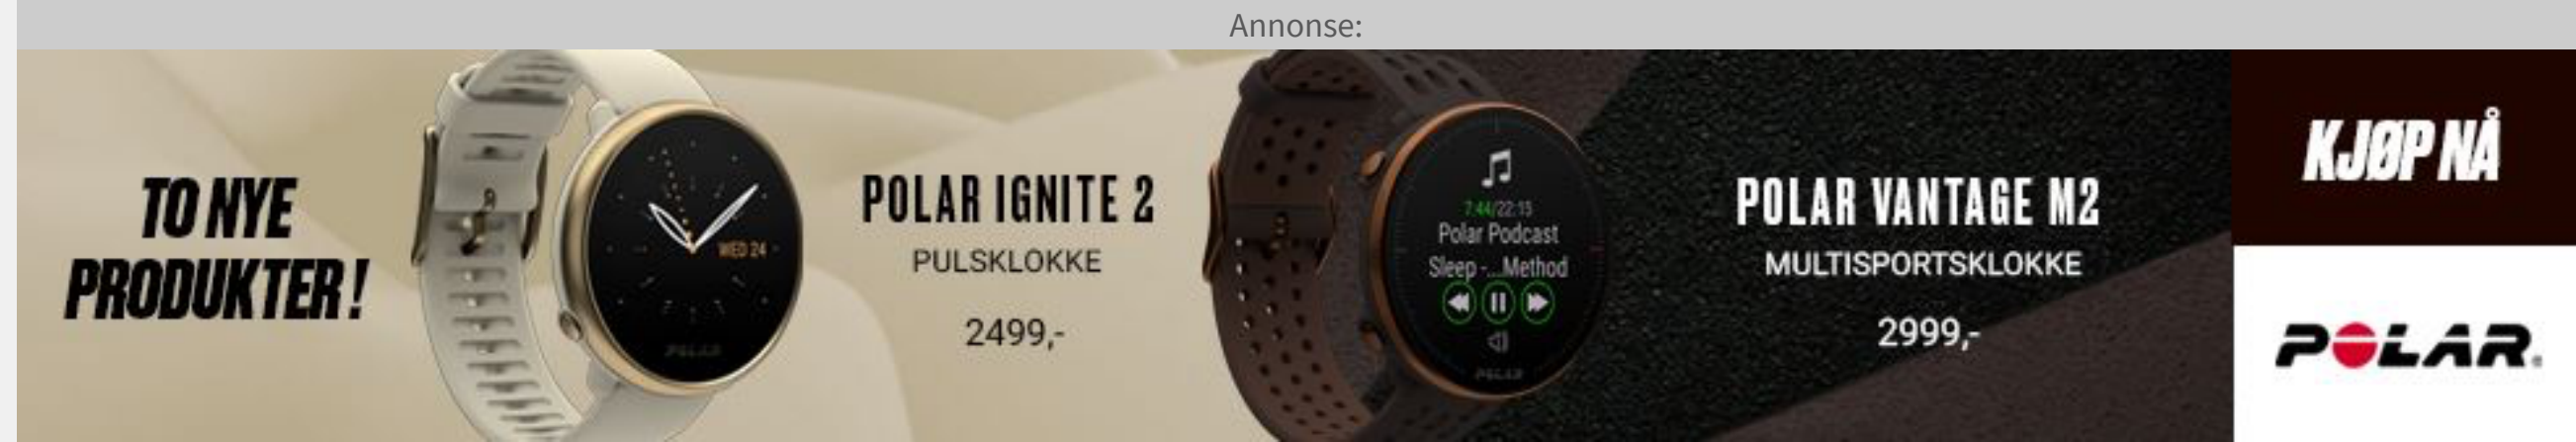 Annonse:
TO NYE
PRODUKTER!
WED 24
POLAR
POLAR IGNITE 2
PULSKLOKKE
2499,-
7:44/22:15
Polar Podcast
Sleep -...Method
POLAR
POLAR VANTAGE M2
MULTISPORTSKLOKKE
2999,-
KJØP NÅ
POLAR®